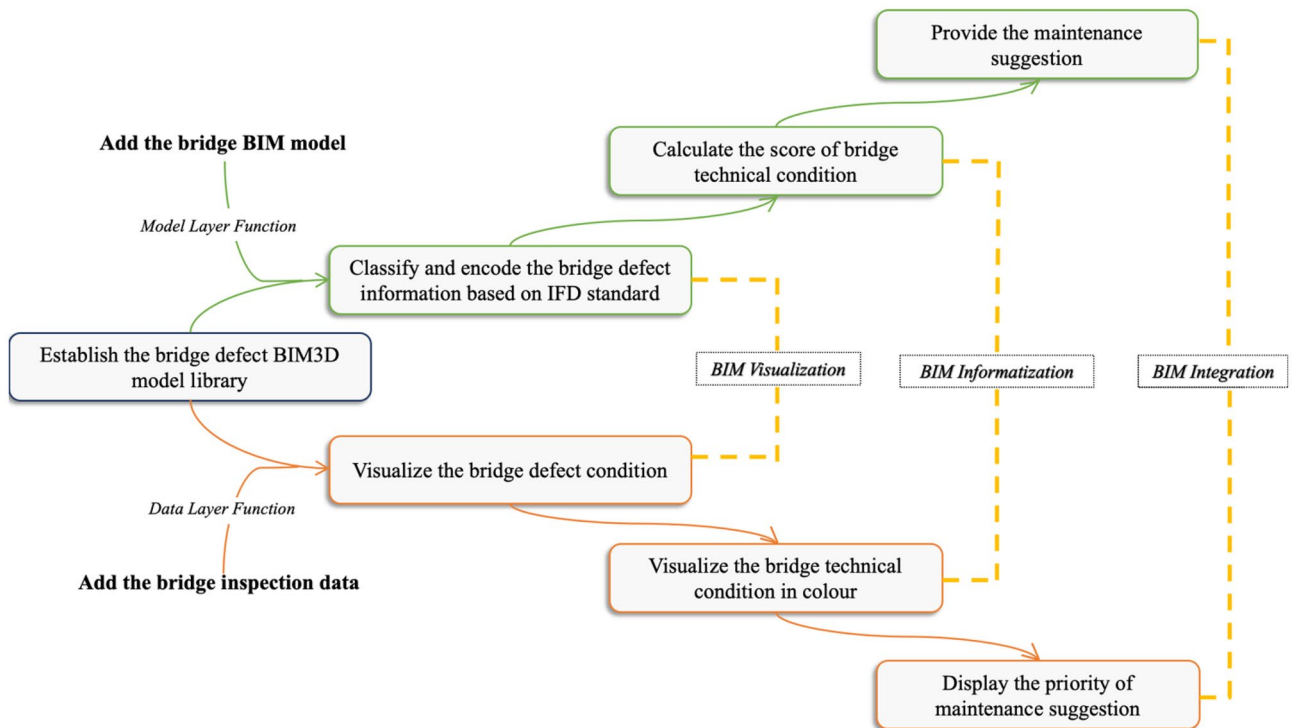 Provide the maintenance
suggestion
Add the bridge BIM model
Calculate the score of bridge
technical condition
Model Layer Function
Classify and encode the bridge defect
information based on IFD standard
Establish the bridge defect BIM3D
model library
BIM Visualization
BIM Informatization
BIM Integration
Visualize the bridge defect condition
Data Layer Function
Add the bridge inspection data
Visualize the bridge technical
condition in colour
Display the priority of
maintenance suggestion